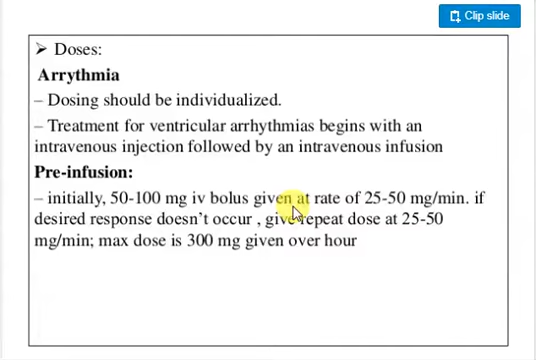 Clip slide
➤ Doses:
Arrythmia
– Dosing should be individualized.
– Treatment for ventricular arrhythmias begins with an
intravenous injection followed by an intravenous infusion
Pre-infusion:
– initially, 50-100 mg iv bolus given at rate of 25-50 mg/min. if
desired response doesn't occur , give repeat dose at 25-50
mg/min; max dose is 300 mg given over hour